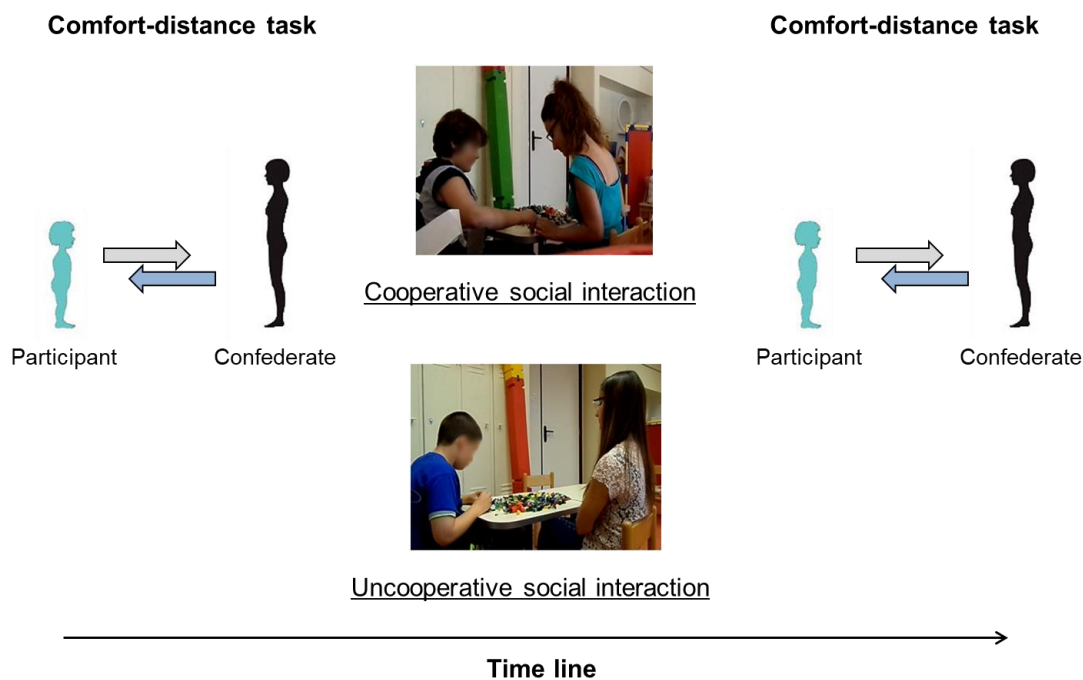 Comfort-distance task
Comfort-distance task
Cooperative social interaction
Participant
Confederate
Participant
Confederate
Uncooperative social interaction
Time line